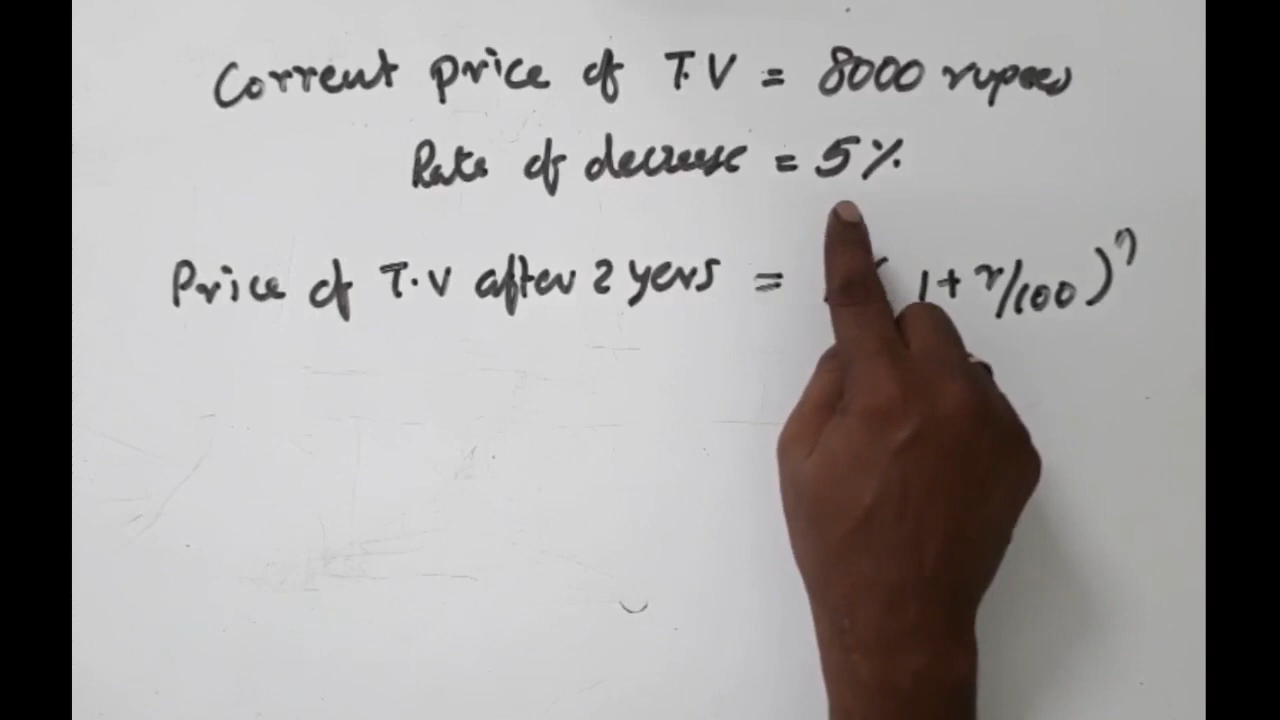 Corrent price of T.V = 8000 rupees
Rate of decrease = 5%
Price of T.V after 2 yers = ( 1 + r/100 )ⁿ